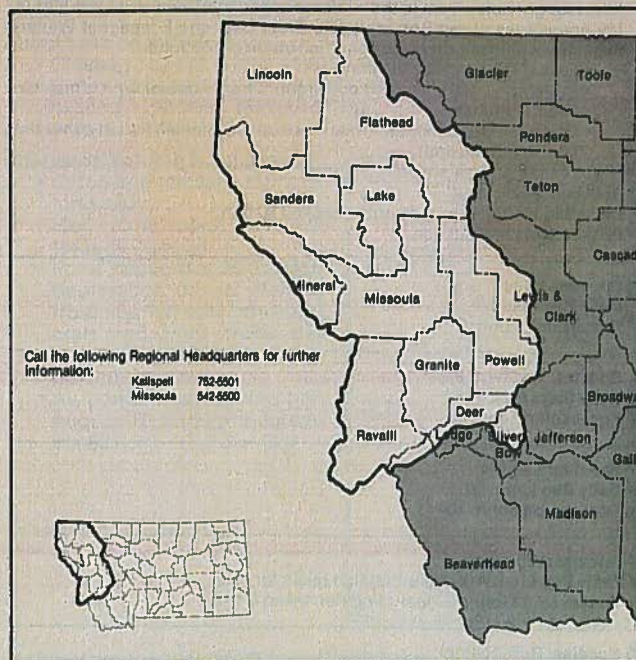 Lincoln
Glacier
Toole
Flathead
Pondera
Sanders
Lake
Tetop
Cascad
Mineral
Missoula
Lewis &
Clark
Call the following Regional Headquarters for further
information:
Kalispell 752-5501
Missoula 542-5500
Granite
Powell
Broadwa
Deer
Lodge
Ravalli
Silver
Bow
Jefferson
Gall
Madison
Beaverhead